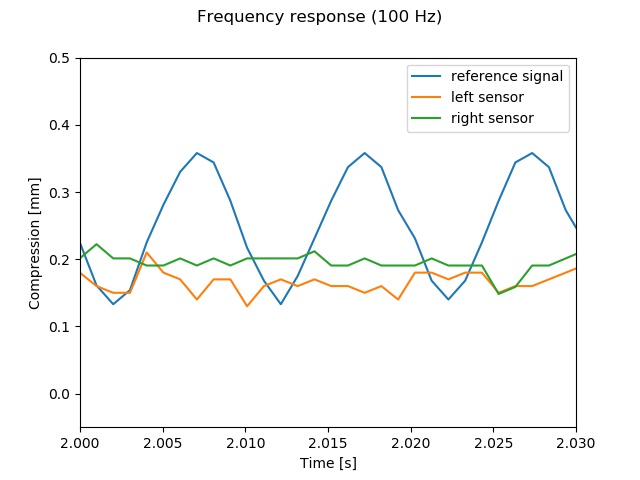 Frequency response (100 Hz)
0.5
0.4
0.3
0.2
0.1
0.0
Compression [mm]
reference signal
left sensor
right sensor
2.000 2.005 2.010 2.015 2.020 2.025 2.030
Time [s]